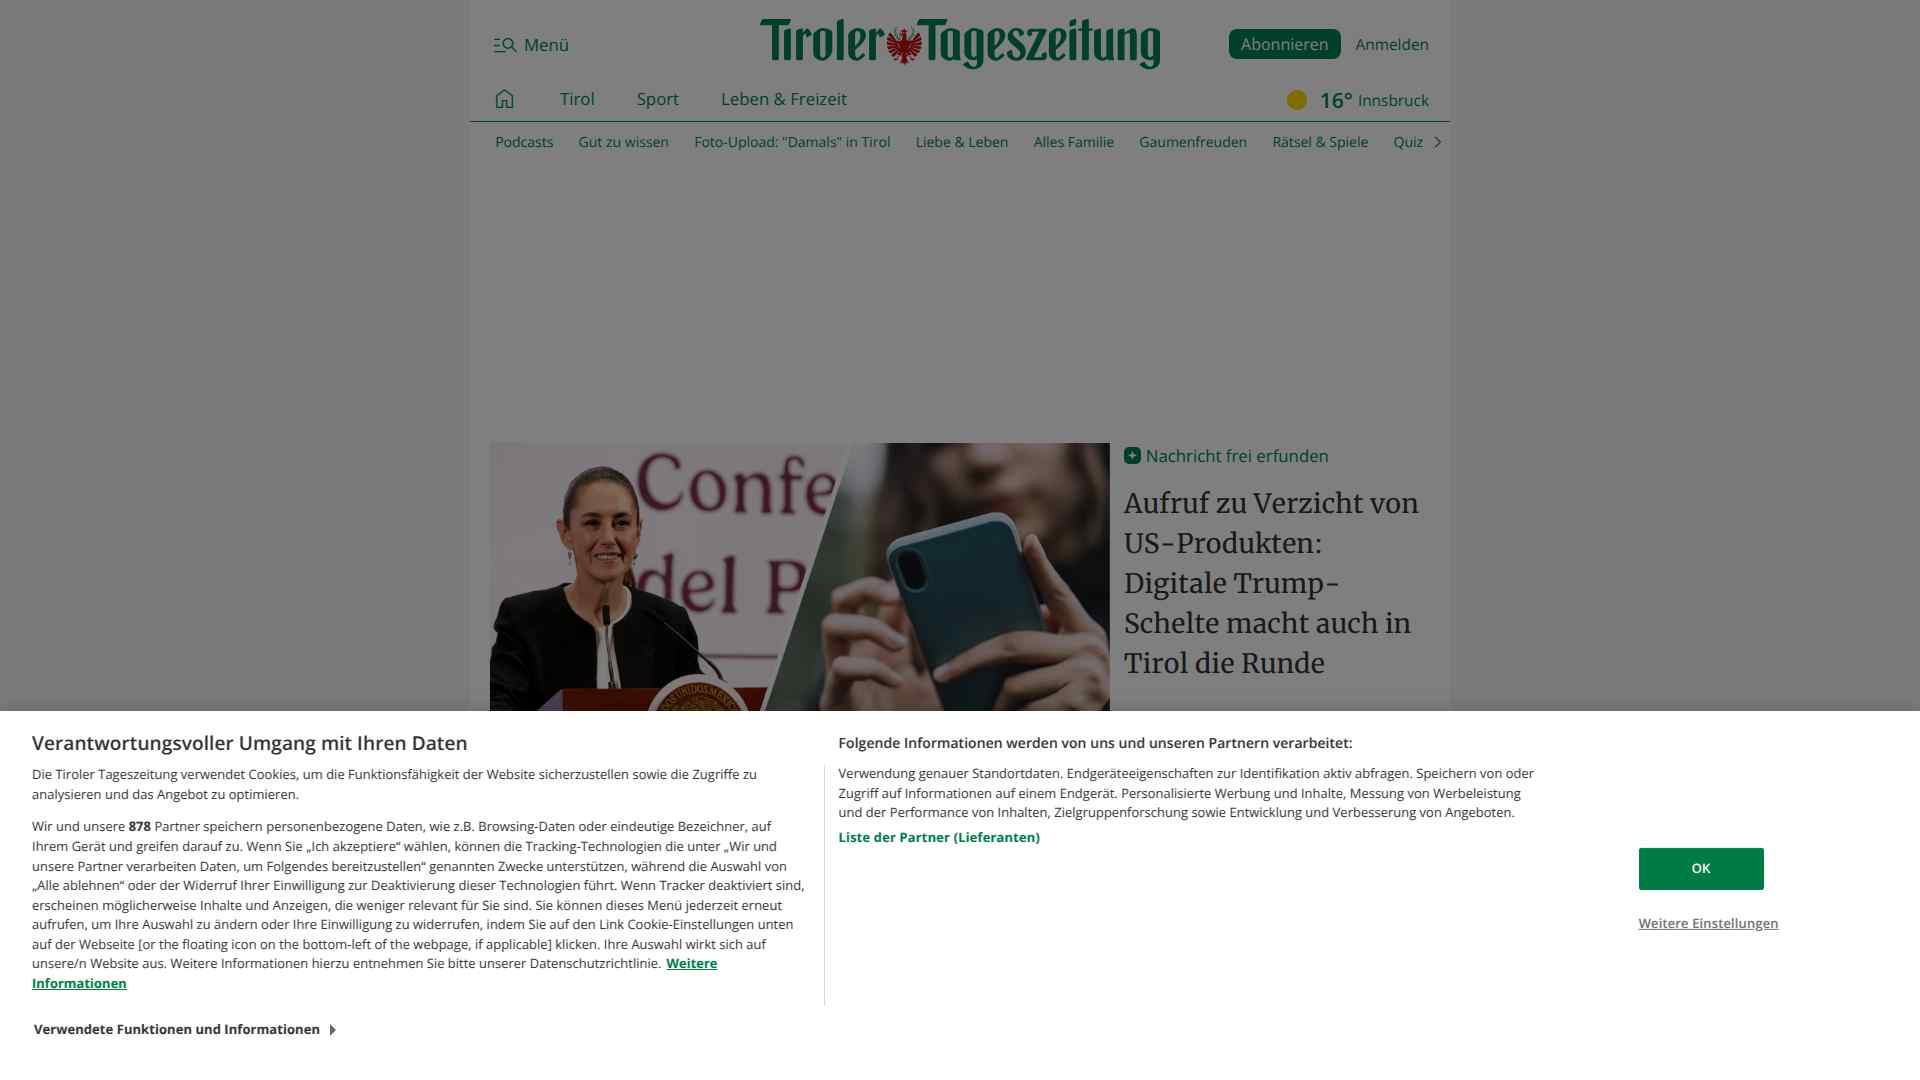 Menü
Tiroler Tageszeitung
Abonnieren
Anmelden
Tirol
Sport
Leben & Freizeit
16° Innsbruck
Podcasts
Gut zu wissen
Foto-Upload: "Damals" in Tirol
Liebe & Leben
Alles Familie
Gaumenfreuden
Rätsel & Spiele
Quiz
Confe
del P
DOS UNIDOS MEXIC
Nachricht frei erfunden
Aufruf zu Verzicht von
US-Produkten:
Digitale Trump-
Schelte macht auch in
Tirol die Runde
Verantwortungsvoller Umgang mit Ihren Daten
Die Tiroler Tageszeitung verwendet Cookies, um die Funktionsfähigkeit der Website sicherzustellen sowie die Zugriffe zu
analysieren und das Angebot zu optimieren.
Wir und unsere 878 Partner speichern personenbezogene Daten, wie z.B. Browsing-Daten oder eindeutige Bezeichner, auf
Ihrem Gerät und greifen darauf zu. Wenn Sie „Ich akzeptiere“ wählen, können die Tracking-Technologien die unter „Wir und
unsere Partner verarbeiten Daten, um Folgendes bereitzustellen“ genannten Zwecke unterstützen, während die Auswahl von
„Alle ablehnen“ oder der Widerruf Ihrer Einwilligung zur Deaktivierung dieser Technologien führt. Wenn Tracker deaktiviert sind,
erscheinen möglicherweise Inhalte und Anzeigen, die weniger relevant für Sie sind. Sie können dieses Menü jederzeit erneut
aufrufen, um Ihre Auswahl zu ändern oder Ihre Einwilligung zu widerrufen, indem Sie auf den Link Cookie-Einstellungen unten
auf der Webseite [or the floating icon on the bottom-left of the webpage, if applicable] klicken. Ihre Auswahl wirkt sich auf
unsere/n Website aus. Weitere Informationen hierzu entnehmen Sie bitte unserer Datenschutzrichtlinie. Weitere
Informationen
Verwendete Funktionen und Informationen
Folgende Informationen werden von uns und unseren Partnern verarbeitet:
Verwendung genauer Standortdaten. Endgeräteeigenschaften zur Identifikation aktiv abfragen. Speichern von oder
Zugriff auf Informationen auf einem Endgerät. Personalisierte Werbung und Inhalte, Messung von Werbeleistung
und der Performance von Inhalten, Zielgruppenforschung sowie Entwicklung und Verbesserung von Angeboten.
Liste der Partner (Lieferanten)
OK
Weitere Einstellungen